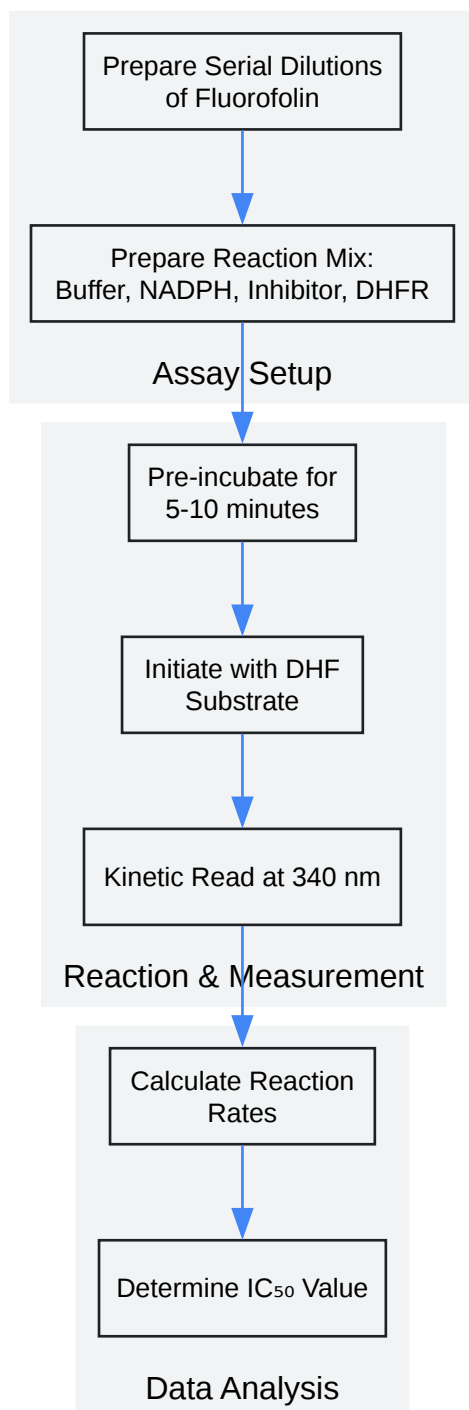 Prepare Serial Dilutions
of Fluorofolin
Prepare Reaction Mix:
Buffer, NADPH, Inhibitor, DHFR
Assay Setup
Pre-incubate for
5-10 minutes
Initiate with DHF
Substrate
Kinetic Read at 340 nm
Reaction & Measurement
Calculate Reaction
Rates
Determine IC₅₀ Value
Data Analysis